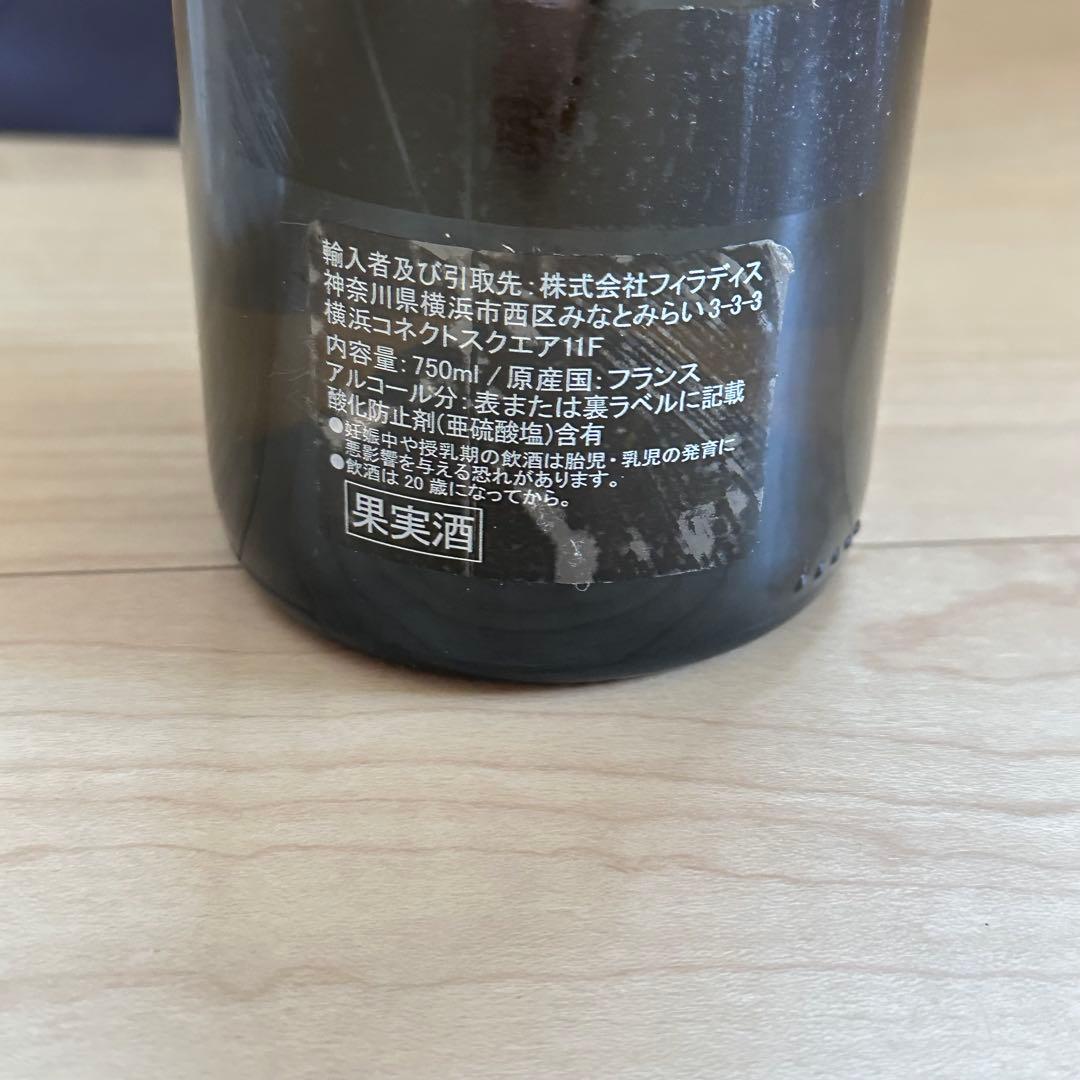 輸入者及び引取先：株式会社フィラディス
神奈川県横浜市西区みなとみらい3-3-3
横浜コネクトスクエア11F
内容量：750ml / 原産国：フランス
アルコール分：表または裏ラベルに記載
酸化防止剤(亜硫酸塩)含有
●妊娠中や授乳期の飲酒は胎児・乳児の発育に
悪影響を与える恐れがあります。
●飲酒は20歳になってから。
果実酒